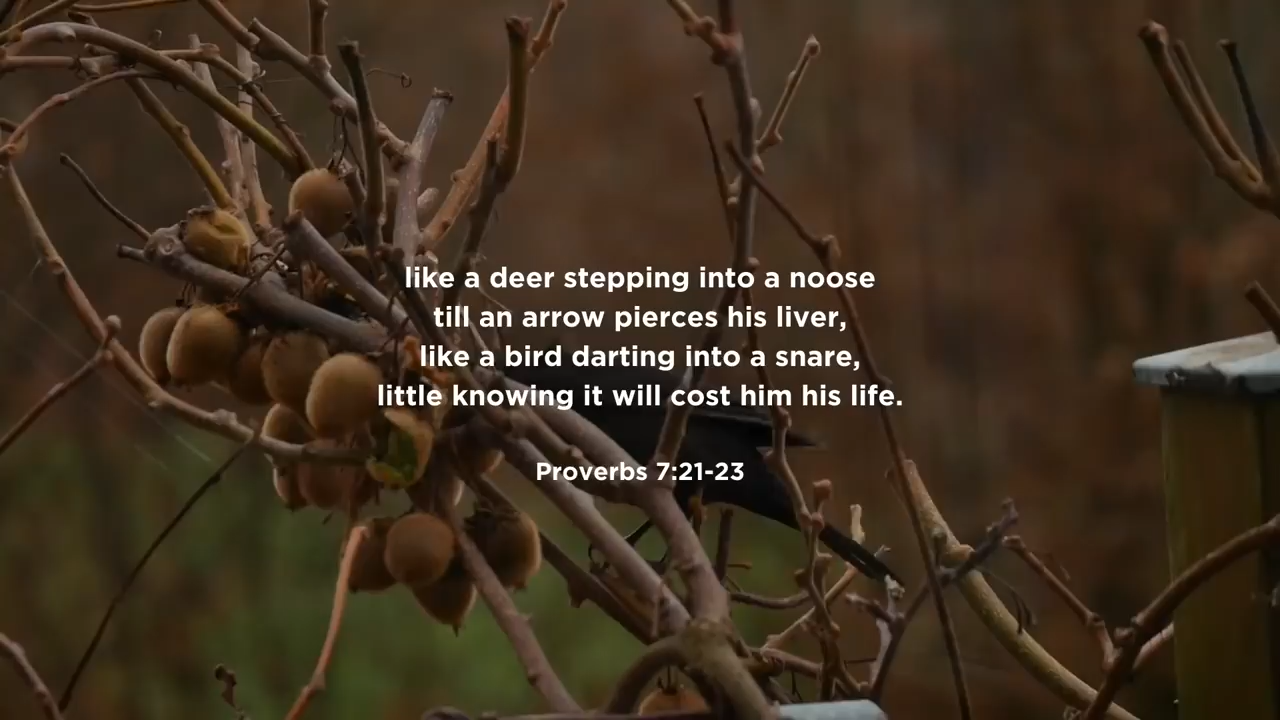 like a deer stepping into a noose
till an arrow pierces his liver,
like a bird darting into a snare,
little knowing it will cost him his life.
Proverbs 7:21-23